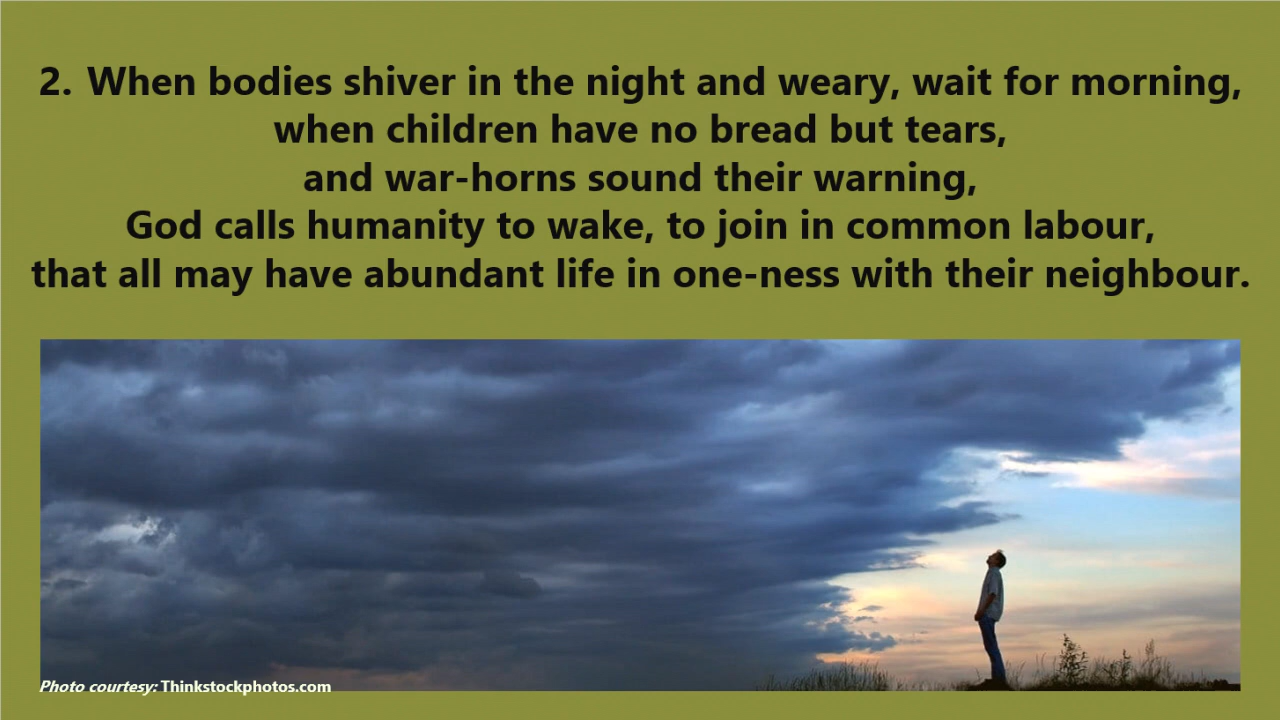 2. When bodies shiver in the night and weary, wait for morning,
when children have no bread but tears,
and war-horns sound their warning,
God calls humanity to wake, to join in common labour,
that all may have abundant life in one-ness with their neighbour.
Photo courtesy: Thinkstockphotos.com